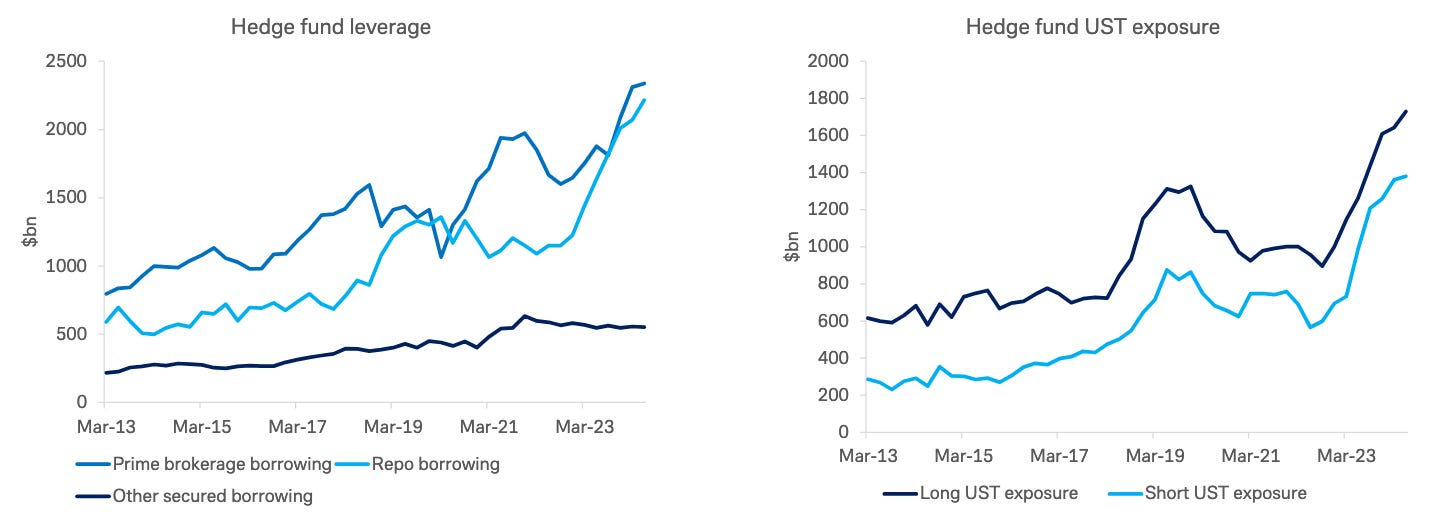 Hedge fund leverage
2500
2000
1500
1000
500
0
$bn
Mar-13 Mar-15 Mar-17 Mar-19 Mar-21 Mar-23
Prime brokerage borrowing Repo borrowing
Other secured borrowing
Hedge fund UST exposure
2000
1800
1600
1400
1200
1000
800
600
400
200
0
$bn
Mar-13 Mar-15 Mar-17 Mar-19 Mar-21 Mar-23
Long UST exposure Short UST exposure